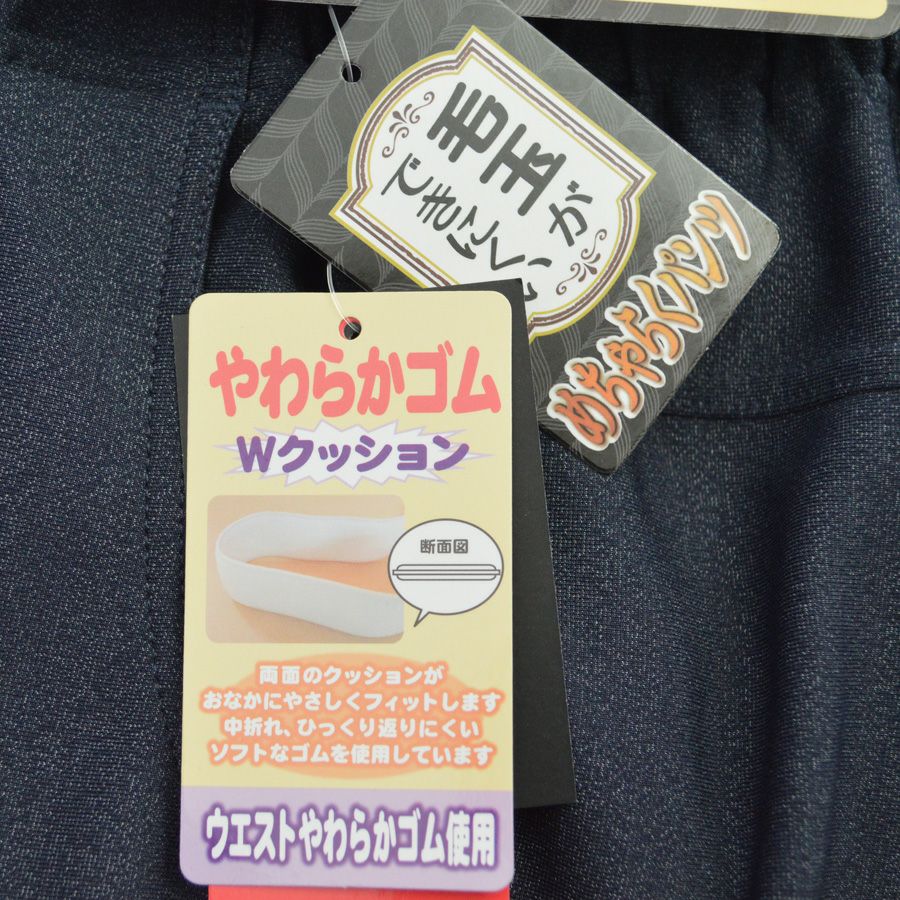 毛玉が
できにくい
めちゃらくパンツ
やわらかゴム
Wクッション
断面図
両面のクッションが
おなかにやさしくフィットします
中折れ、ひっくり返りにくい
ソフトなゴムを使用しています
ウエストやわらかゴム使用